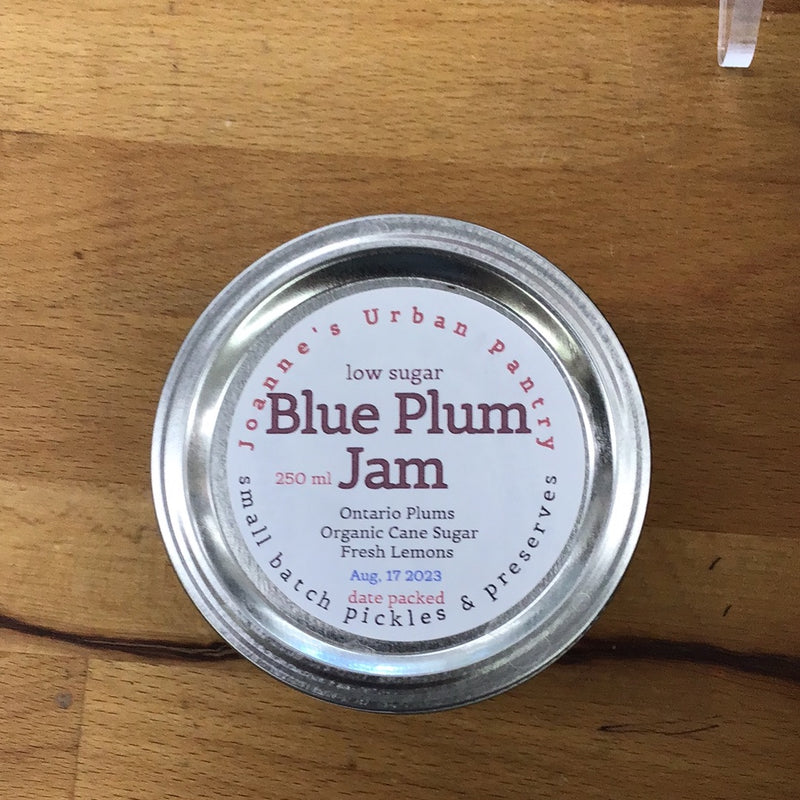 Joanne's Urban Pantry
low sugar
Blue Plum
250 ml Jam
Ontario Plums
Organic Cane Sugar
Fresh Lemons
Aug, 17 2023
date packed
small batch pickles & preserves